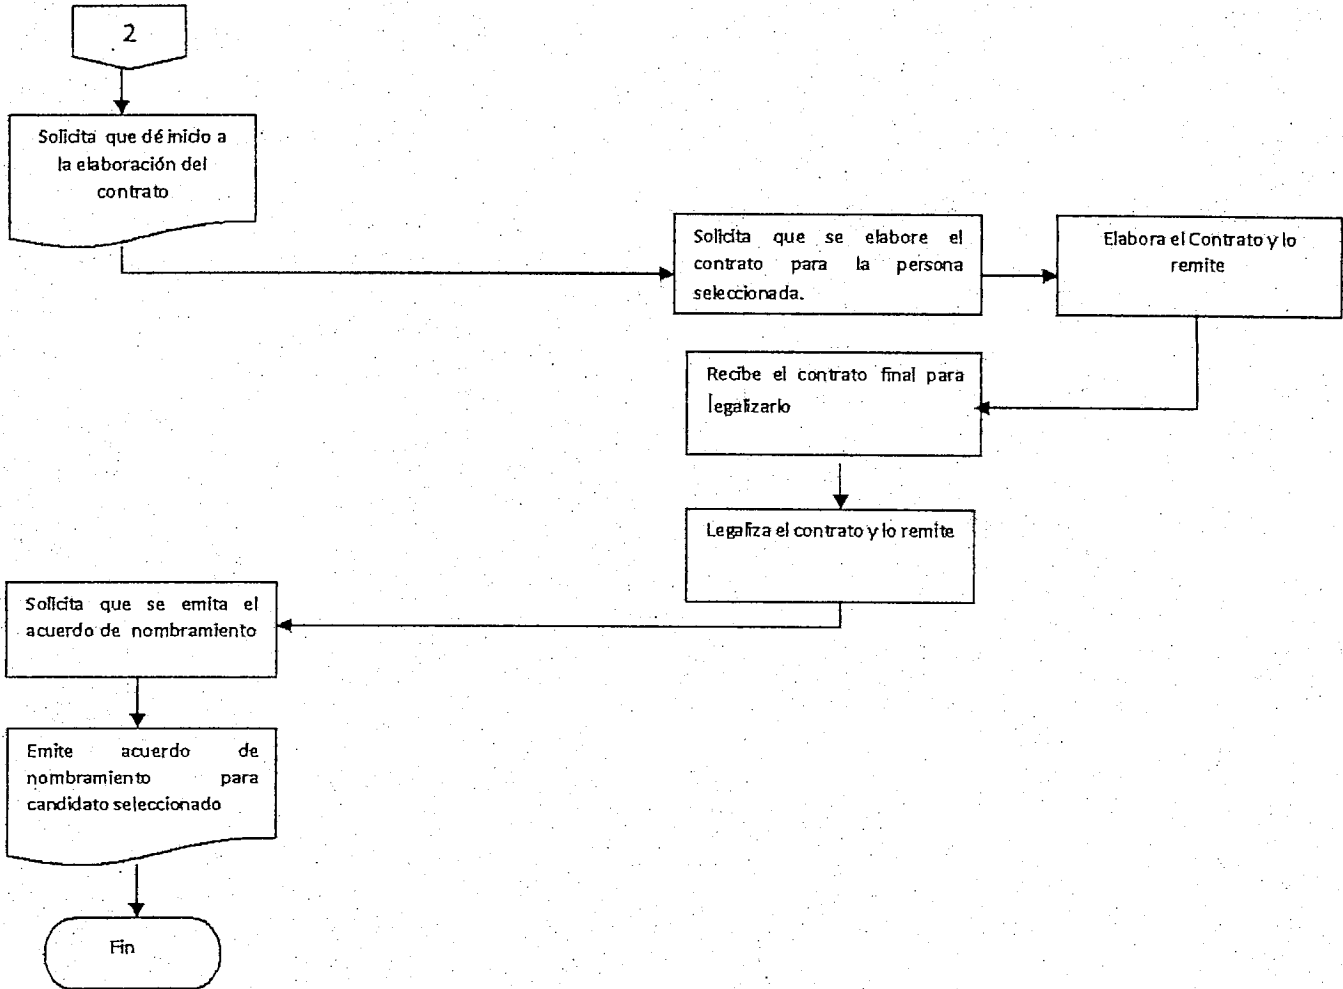 2
Solicita que dé inicio a
la elaboración del
contrato
Solicita que se elabore el
contrato para la persona
seleccionada.
Elabora el Contrato y lo
remite
Recibe el contrato final para
legalizarlo
Legaliza el contrato y lo remite
Solicita que se emita el
acuerdo de nombramiento
Emite acuerdo de
nombramiento para
candidato seleccionado
Fin